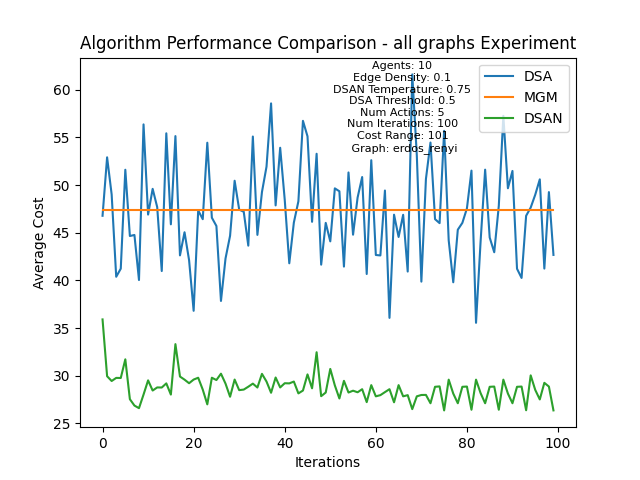 Algorithm Performance Comparison - all graphs Experiment
Agents: 10
Edge Density: 0.1
DSAN Temperature: 0.75
DSA Threshold: 0.5
Num Actions: 5
Num Iterations: 100
Cost Range: 101
Graph: erdos_renyi
DSA
MGM
DSAN
Average Cost
60
55
50
45
40
35
30
25
0
20
40
60
80
100
Iterations